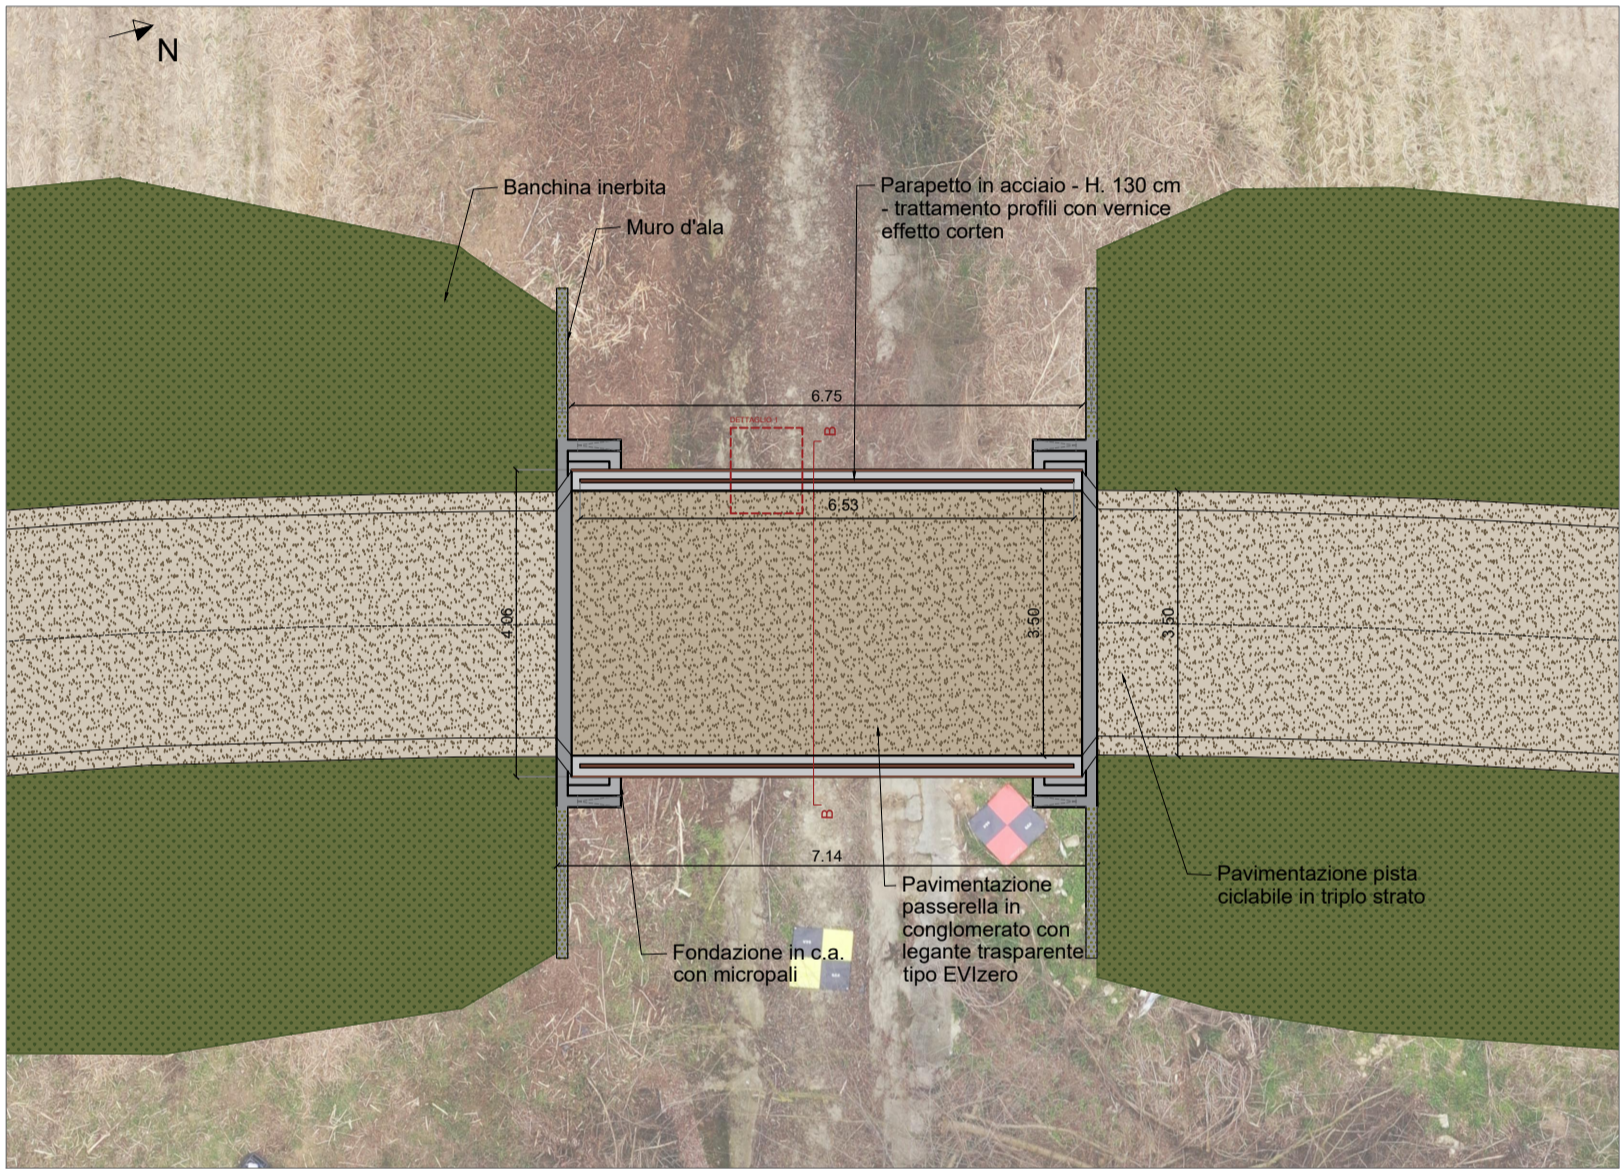 N
Banchina inerbita
Muro d'ala
Parapetto in acciaio - H. 130 cm
- trattamento profili con vernice
effetto corten
6.75
DETTAGLIO 1
B
6.53
4.06
3.50
3.50
B
7.14
Pavimentazione
passerella in
conglomerato con
legante trasparente
tipo EVIzero
Pavimentazione pista
ciclabile in triplo strato
Fondazione in c.a.
con micropali